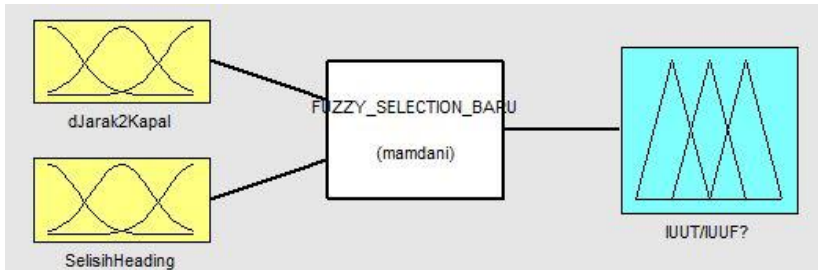 dJarak2Kapal
SelisihHeading
FUZZY_SELECTION_BARU
(mamdani)
IUUT/IUUF?